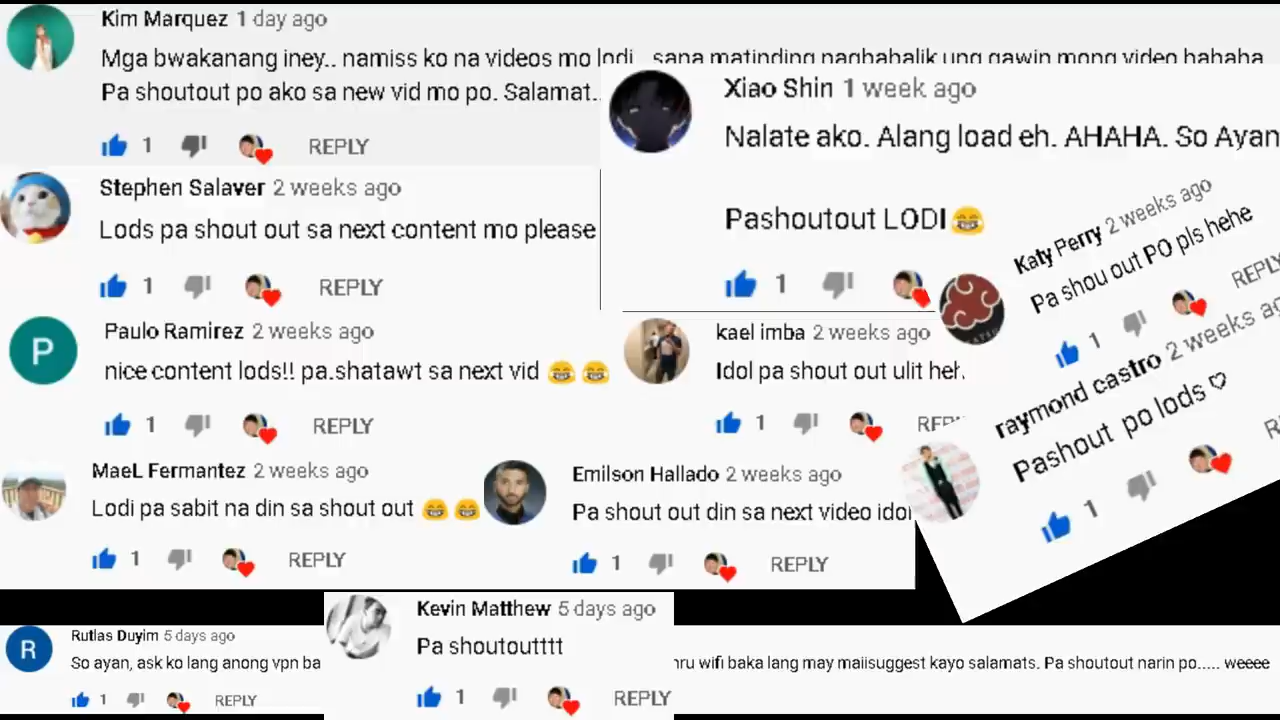 Kim Marquez 1 day ago
Mga bwakanang iney.. namiss ko na videos mo lodi.. sana matinding pagbabalik ung gawin mong video hahaha
Pa shoutout po ako sa new vid mo po. Salamat..
1 REPLY
Xiao Shin 1 week ago
Nalate ako. Alang load eh. AHAHA. So Ayan
Pashoutout LODI😂
1
Stephen Salaver 2 weeks ago
Lods pa shout out sa next content mo please
1 REPLY
Katy Perry 2 weeks ago
Pa shou out PO pls hehe
1 REPLY
Paulo Ramirez 2 weeks ago
nice content lods!! pa.shatawt sa next vid 😂 😂
1 REPLY
kael imba 2 weeks ago
Idol pa shout out ulit heh.
1 REP
raymond castro 2 weeks ag
Pashout po lods ♡
1 R
MaeL Fermantez 2 weeks ago
Lodi pa sabit na din sa shout out 😂 😂
1 REPLY
Emilson Hallado 2 weeks ago
Pa shout out din sa next video idol
1 REPLY
Kevin Matthew 5 days ago
Pa shoutoutttt
1 REPLY
Rutlas Duyim 5 days ago
So ayan, ask ko lang anong vpn ba hru wifi baka lang may maiisuggest kayo salamats. Pa shoutout narin po..... weeee
1 REPLY